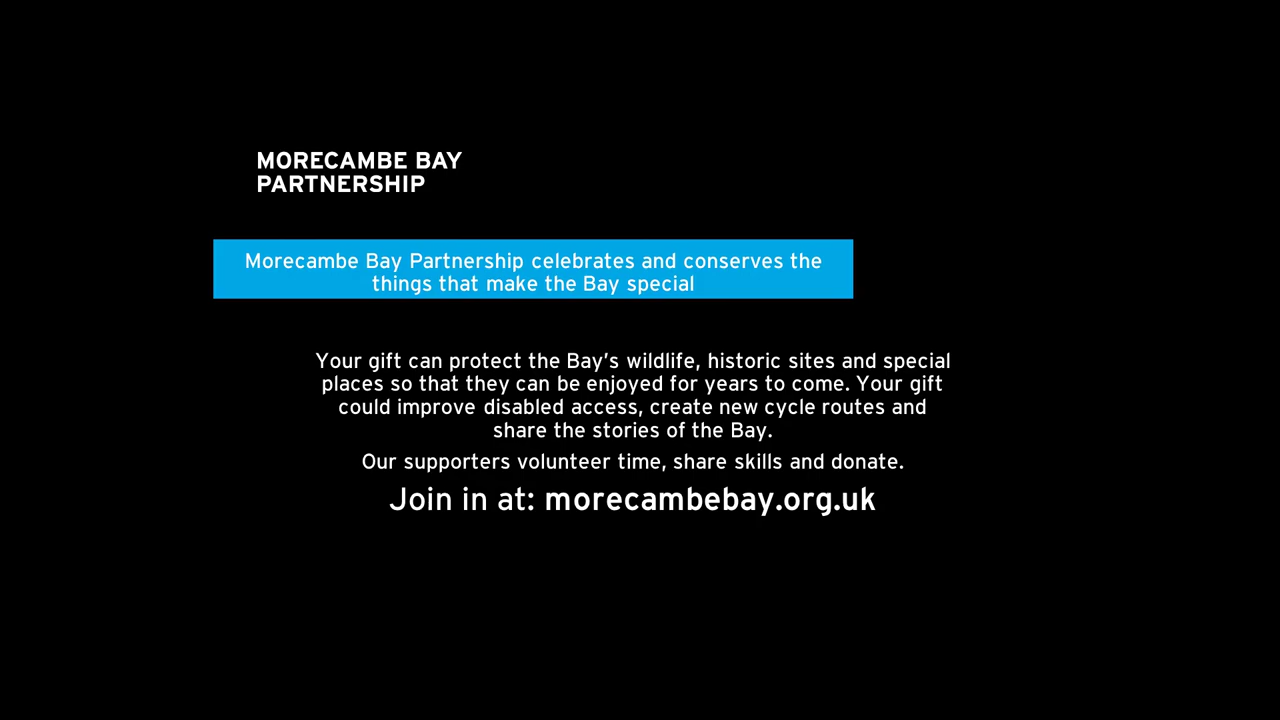 MORECAMBE BAY
PARTNERSHIP
Morecambe Bay Partnership celebrates and conserves the
things that make the Bay special
Your gift can protect the Bay’s wildlife, historic sites and special
places so that they can be enjoyed for years to come. Your gift
could improve disabled access, create new cycle routes and
share the stories of the Bay.
Our supporters volunteer time, share skills and donate.
Join in at: morecambebay.org.uk